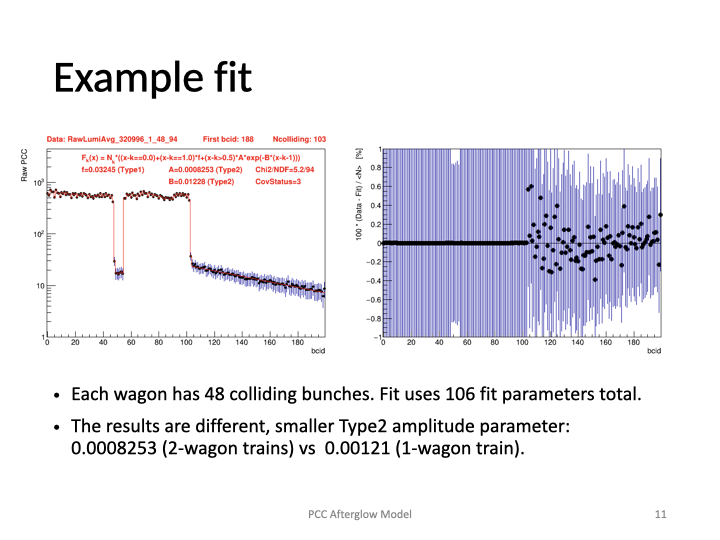 Example fit
Data: RawLumiAvg_320996_1_48_94 First bcid: 188 Ncolliding: 103
F_k(x) = N_k*((x-k==0.0)+(x-k==1.0)*f+(x-k>0.5)*A*exp(-B*(x-k-1)))
f=0.03245 (Type1) A=0.0008253 (Type2) Chi2/NDF=5.2/94
B=0.01228 (Type2) CovStatus=3
Raw PCC
10³
10²
10
1
0 20 40 60 80 100 120 140 160 180
bcid
100 * (Data - Fit) / <N> [%]
1
0.8
0.6
0.4
0.2
0
−0.2
−0.4
−0.6
−0.8
−1
0 20 40 60 80 100 120 140 160 180
bcid
• Each wagon has 48 colliding bunches. Fit uses 106 fit parameters total.
• The results are different, smaller Type2 amplitude parameter:
0.0008253 (2-wagon trains) vs 0.00121 (1-wagon train).
PCC Afterglow Model
11